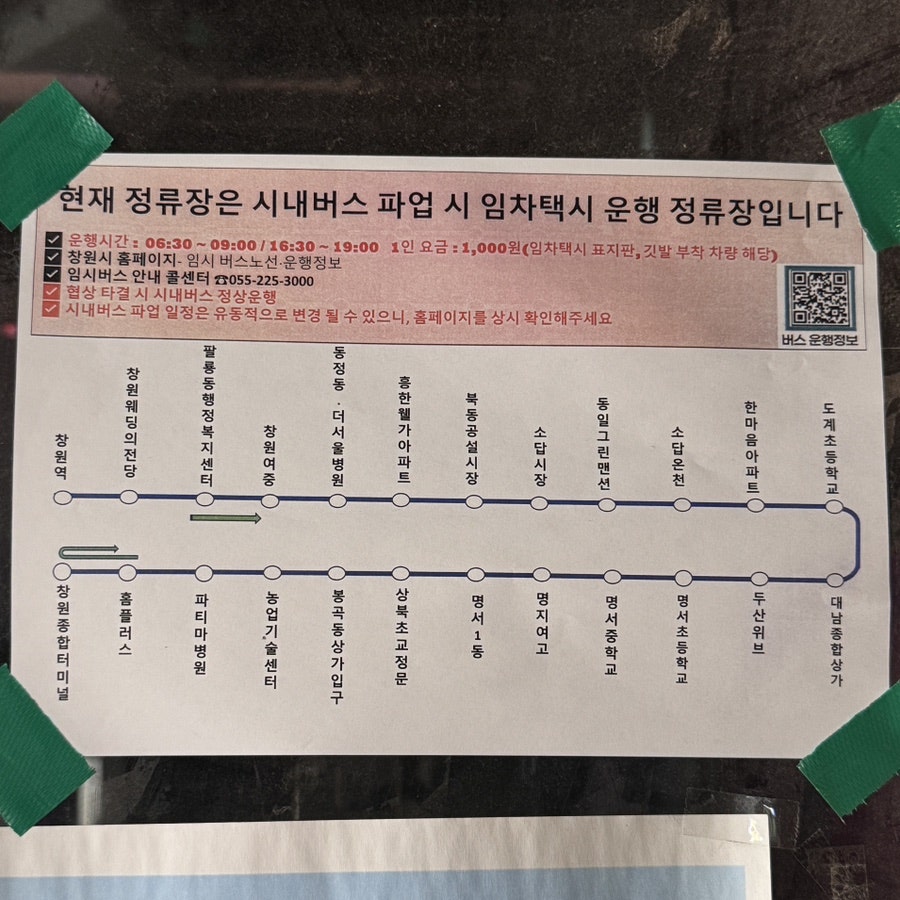 현재 정류장은 시내버스 파업 시 임차택시 운행 정류장입니다
운행시간 : 06:30 ~ 09:00 / 16:30 ~ 19:00 1인 요금 : 1,000원(임차택시 표지판, 깃발 부착 차량 해당)
창원시 홈페이지- 임시 버스노선·운행정보
임시버스 안내 콜센터 ☎055-225-3000
협상 타결 시 시내버스 정상운행
시내버스 파업 일정은 유동적으로 변경 될 수 있으니, 홈페이지를 상시 확인해주세요
버스 운행정보
창원역
창원웨딩의전당
팔룡동행정복지센터
창원여중
동정동·더서울병원
흥한웰가아파트
북동공설시장
소답시장
동일그린맨션
소답온천
한마음아파트
도계초등학교
창원종합터미널
홈플러스
파티마병원
농업기술센터
봉곡동상가입구
상북초교정문
명서1동
명지여고
명서중학교
명서초등학교
두산위브
대남종합상가